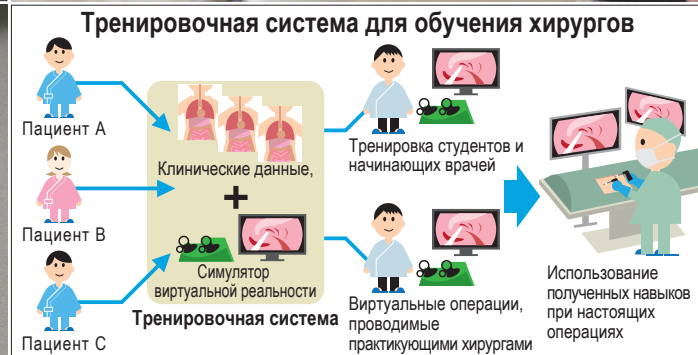 Тренировочная система для обучения хирургов
Пациент A
Пациент B
Пациент C
Клинические данные,
+
Симулятор
виртуальной реальности
Тренировочная система
Тренировка студентов и
начинающих врачей
Виртуальные операции,
проводимые
практикующими хирургами
Использование
полученных навыков
при настоящих
операциях